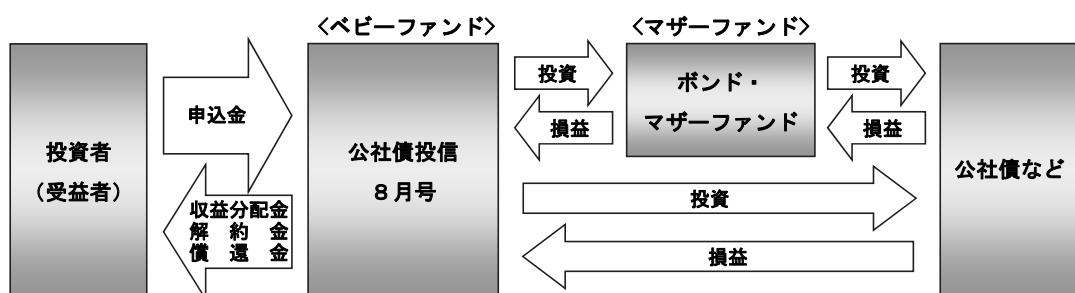 <ベビーファンド>
<マザーファンド>
投資者
(受益者)
申込金
収益分配金
解約金
償還金
公社債投信
8月号
投資
損益
ボンド・
マザーファンド
投資
損益
投資
損益
公社債など